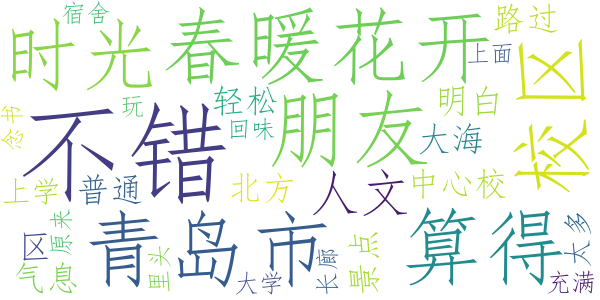 宿舍
路过
时光
春暖花开
上面
校区
轻松
玩
明白
念书
不错
朋友
回味
大海
上学
普通
北方
人文
中心校
区
原来
青岛市
算得
太多
气息
里头
大学
长廊
景点
充满